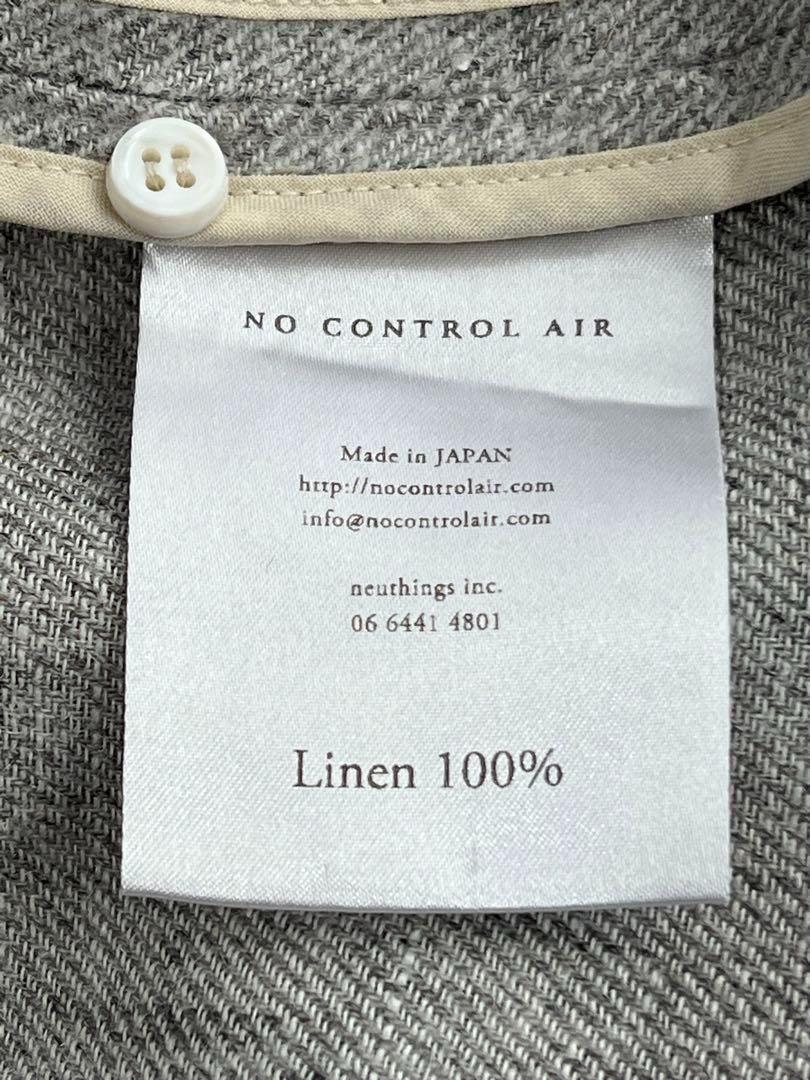 NO CONTROL AIR
Made in JAPAN
http://nocontrolair.com
info@nocontrolair.com
neuthings inc.
06 6441 4801
Linen 100%